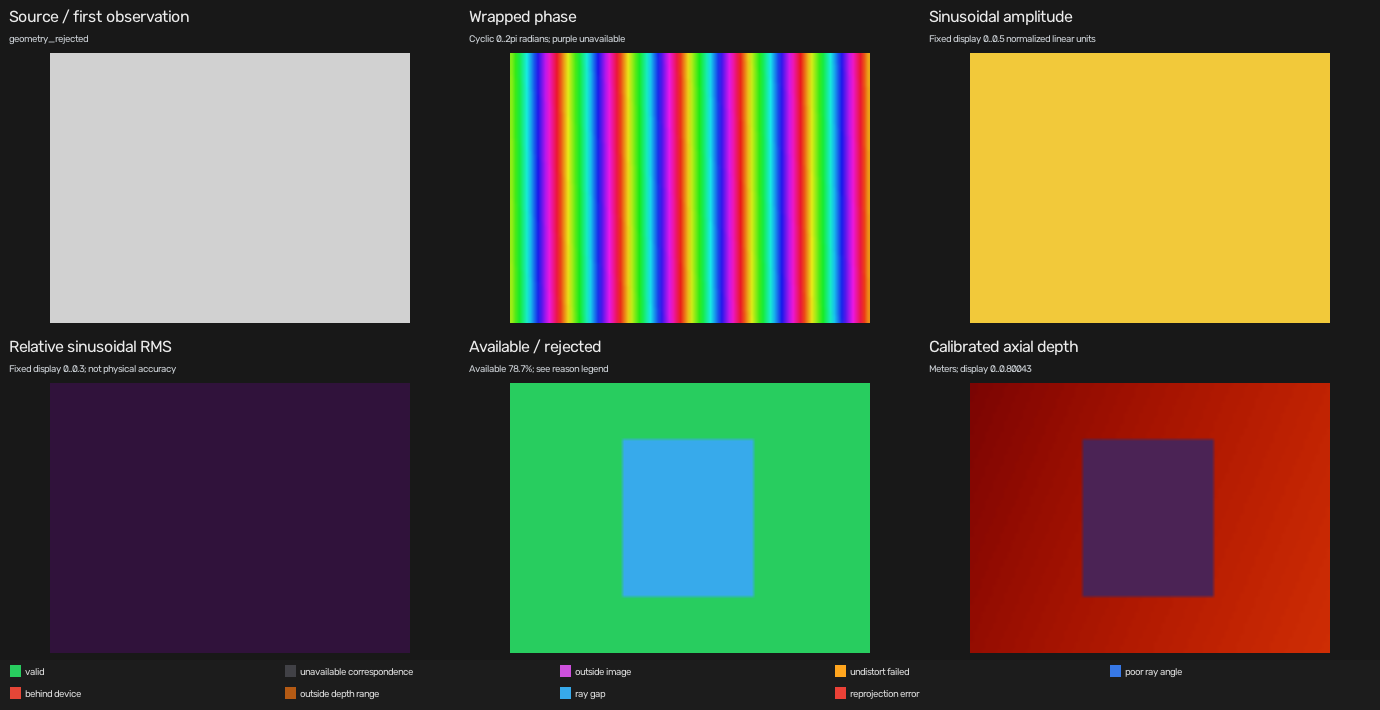 Source / first observation
geometry_rejected
Wrapped phase
Cyclic 0..2pi radians; purple unavailable
Sinusoidal amplitude
Fixed display 0..0.5 normalized linear units
Relative sinusoidal RMS
Fixed display 0..0.3; not physical accuracy
Available / rejected
Available 78.7%; see reason legend
Calibrated axial depth
Meters; display 0..0.80043
valid
unavailable correspondence
outside image
undistort failed
poor ray angle
behind device
outside depth range
ray gap
reprojection error